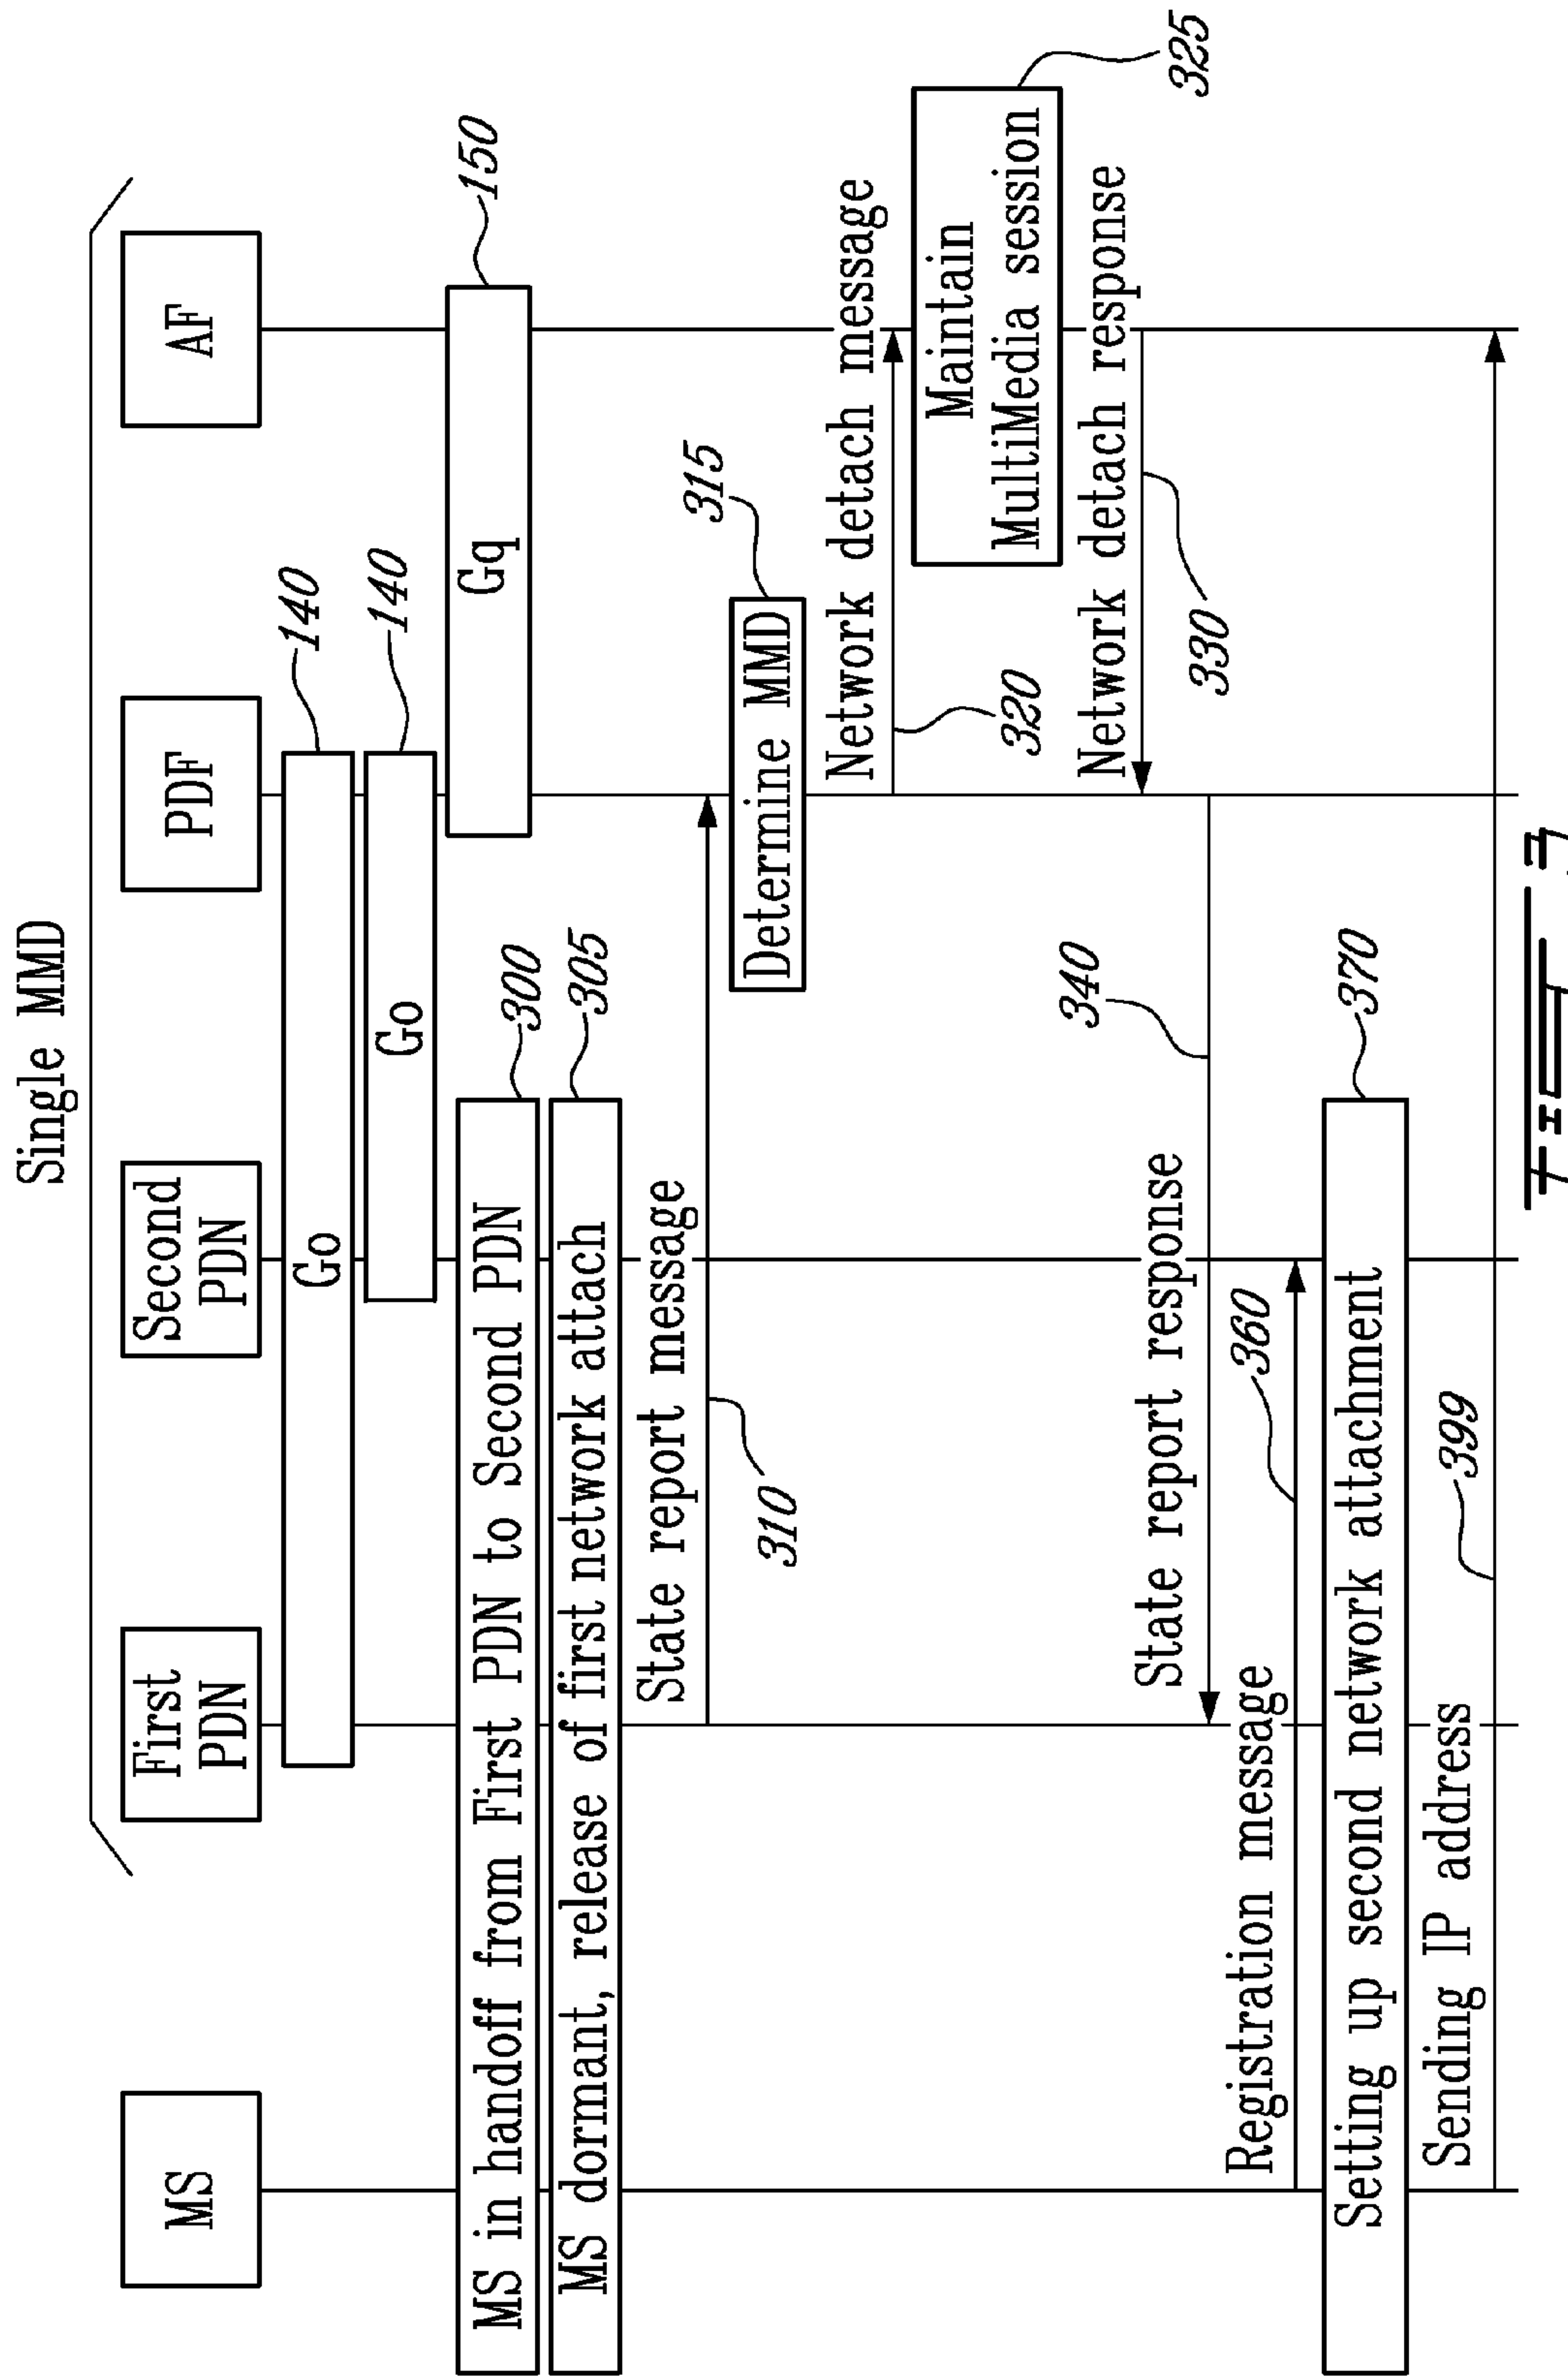 Single MMD
MS
First
PDN
Second
PDN
PDF
AF
Go
140
Go
140
Gq
150
MS in handoff from First PDN to Second PDN
300
MS dormant, release of first network attach
305
State report message
310
Determine MMD
315
Network detach message
320
Maintain
MultiMedia session
325
Network detach response
330
State report response
340
Registration message
360
Setting up second network attachment
370
Sending IP address
399